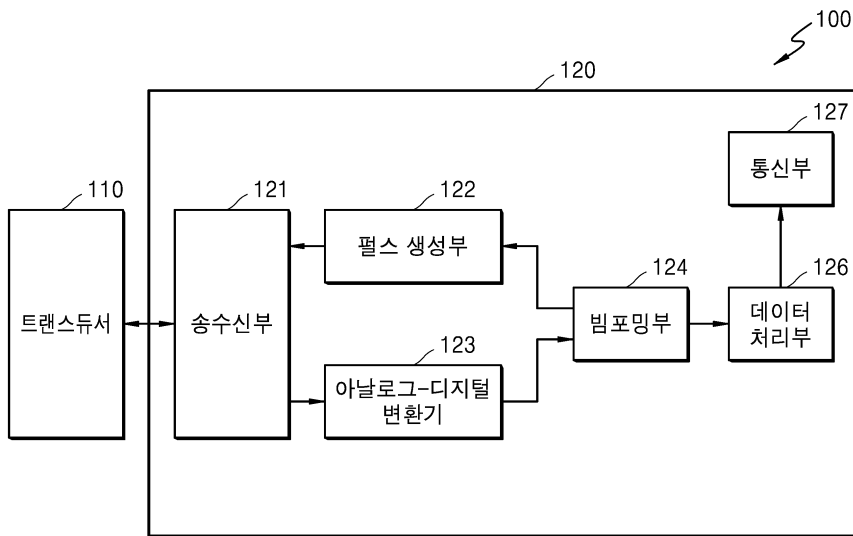 100
120
127
통신부
110
121
122
펄스 생성부
124
126
트랜스듀서
송수신부
빔포밍부
데이터
처리부
123
아날로그-디지털
변환기